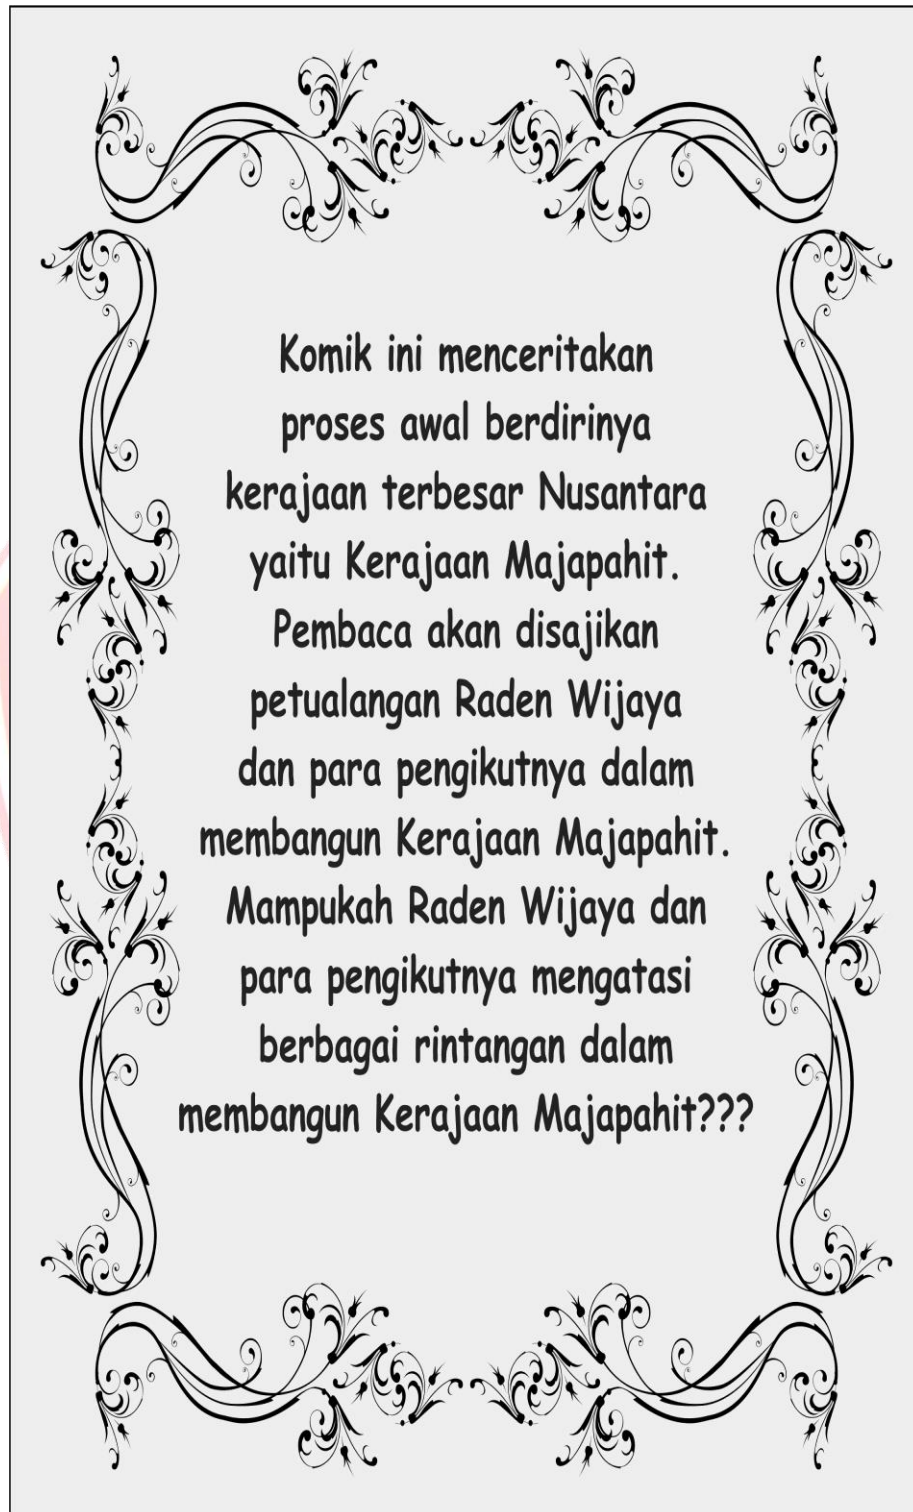 Komik ini menceritakan
proses awal berdirinya
kerajaan terbesar Nusantara
yaitu Kerajaan Majapahit.
Pembaca akan disajikan
petualangan Raden Wijaya
dan para pengikutnya dalam
membangun Kerajaan Majapahit.
Mampukah Raden Wijaya dan
para pengikutnya mengatasi
berbagai rintangan dalam
membangun Kerajaan Majapahit???